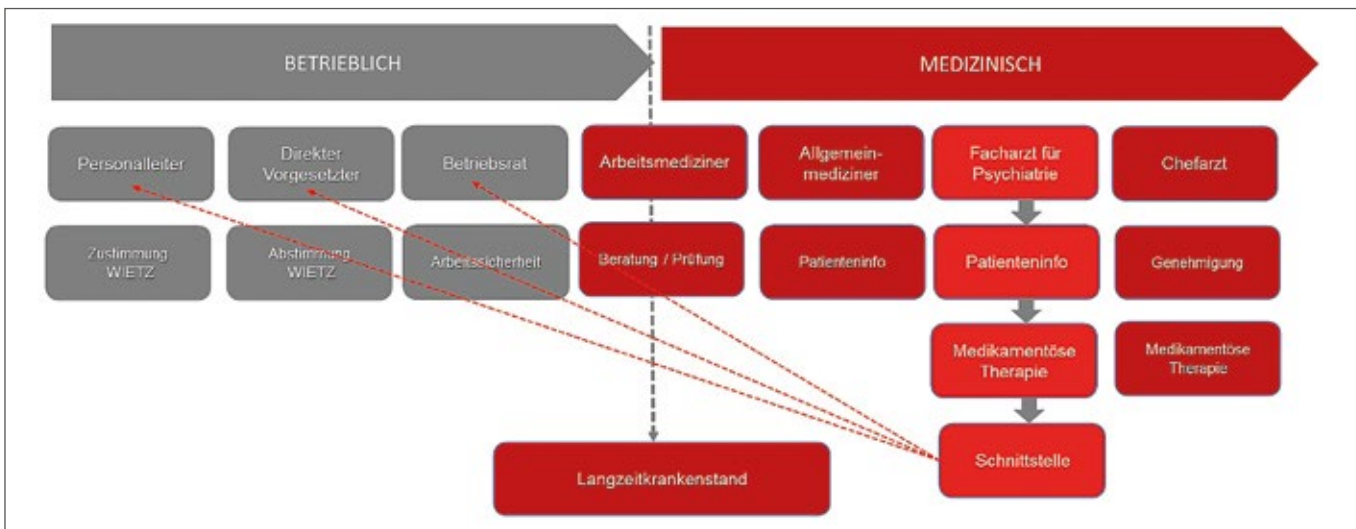 BETRIEBLICH
MEDIZINISCH
Personalleiter
Direkter
Vorgesetzter
Betriebsrat
Arbeitsmediziner
Allgemein-
mediziner
Facharzt für
Psychiatrie
Chefarzt
Zustimmung
WIETZ
Abstimmung
WIETZ
Arbeitssicherheit
Beratung / Prüfung
Patienteninfo
Patienteninfo
Genehmigung
Medikamentöse
Therapie
Medikamentöse
Therapie
Langzeitkrankenstand
Schnittstelle